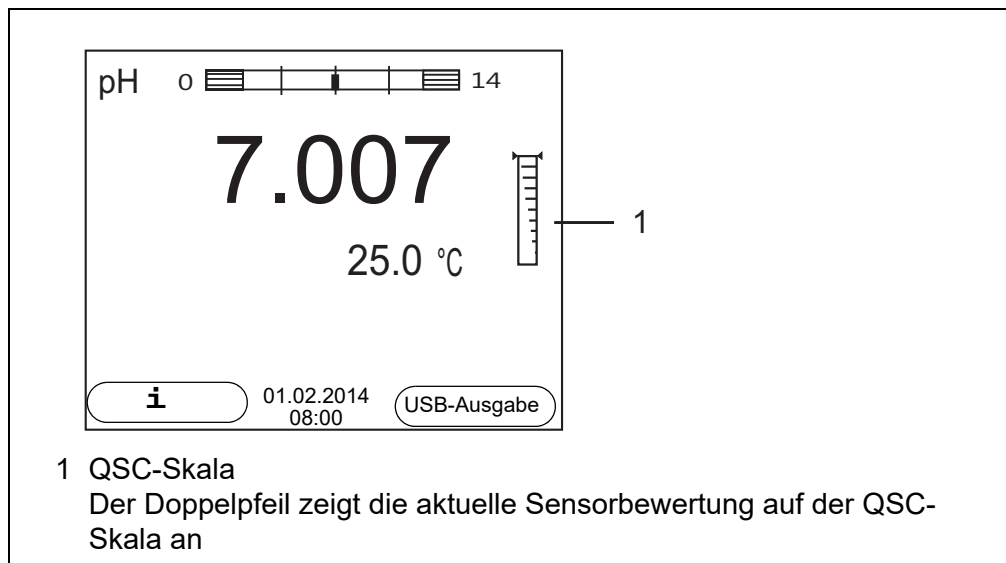 pH 0 14
7.007
1
25.0 °C
i 01.02.2014 USB-Ausgabe
08:00
1 QSC-Skala
Der Doppelpfeil zeigt die aktuelle Sensorbewertung auf der QSC-
Skala an